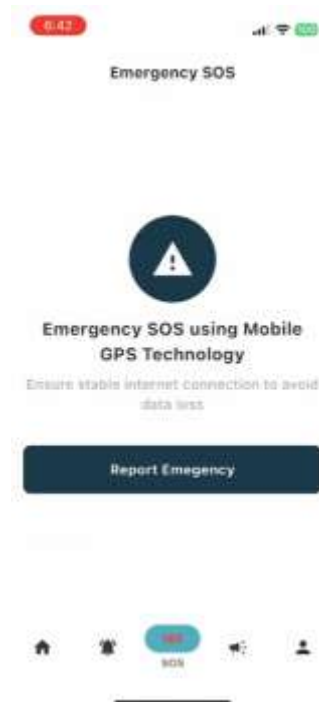 6:42
Emergency SOS
Emergency SOS using Mobile
GPS Technology
Ensure stable internet connection to avoid
data loss
Report Emegency
SOS